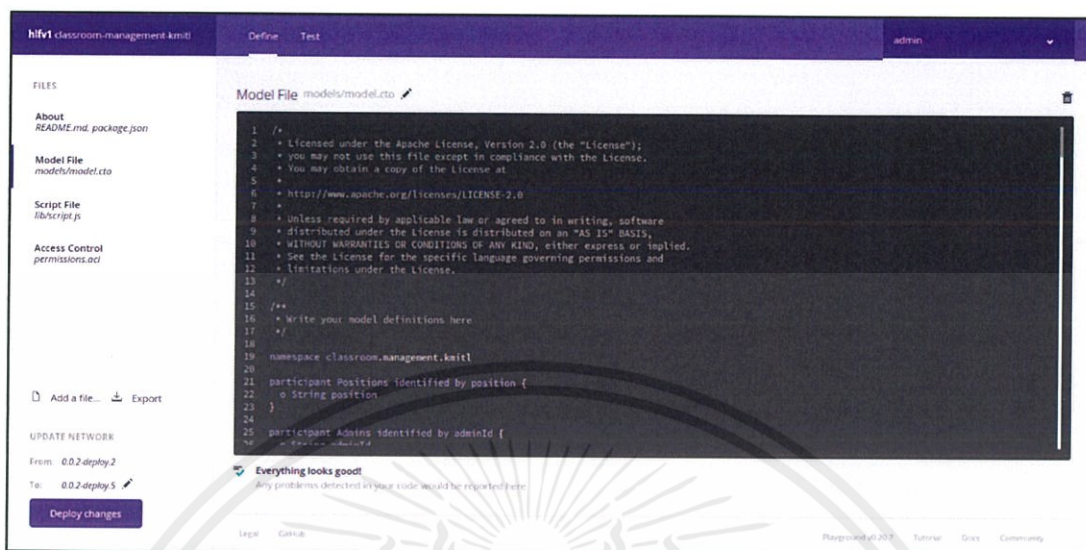 hlfv1 classroom-management-kmitl
Define Test
admin
FILES
About
README.md, package.json
Model File
models/model.cto
Script File
lib/script.js
Access Control
permissions.acl
Add a file... Export
UPDATE NETWORK
From: 0.0.2-deploy.2
To: 0.0.2-deploy.5
Deploy changes
Model File models/model.cto
1 /*
2 * Licensed under the Apache License, Version 2.0 (the "License");
3 * you may not use this file except in compliance with the License.
4 * You may obtain a copy of the License at
5 *
6 * http://www.apache.org/licenses/LICENSE-2.0
7 *
8 * Unless required by applicable law or agreed to in writing, software
9 * distributed under the License is distributed on an "AS IS" BASIS,
10 * WITHOUT WARRANTIES OR CONDITIONS OF ANY KIND, either express or implied.
11 * See the License for the specific language governing permissions and
12 * limitations under the License.
13 */
14
15 /**
16 * Write your model definitions here
17 */
18
19 namespace classroom.management.kmitl
20
21 participant Positions identified by position {
22 o String position
23 }
24
25 participant Admins identified by adminId {
26 o String adminId
Everything looks good!
Any problems detected in your code would be reported here
Legal GitHub
Playground v0.20.7 Tutorial Docs Community